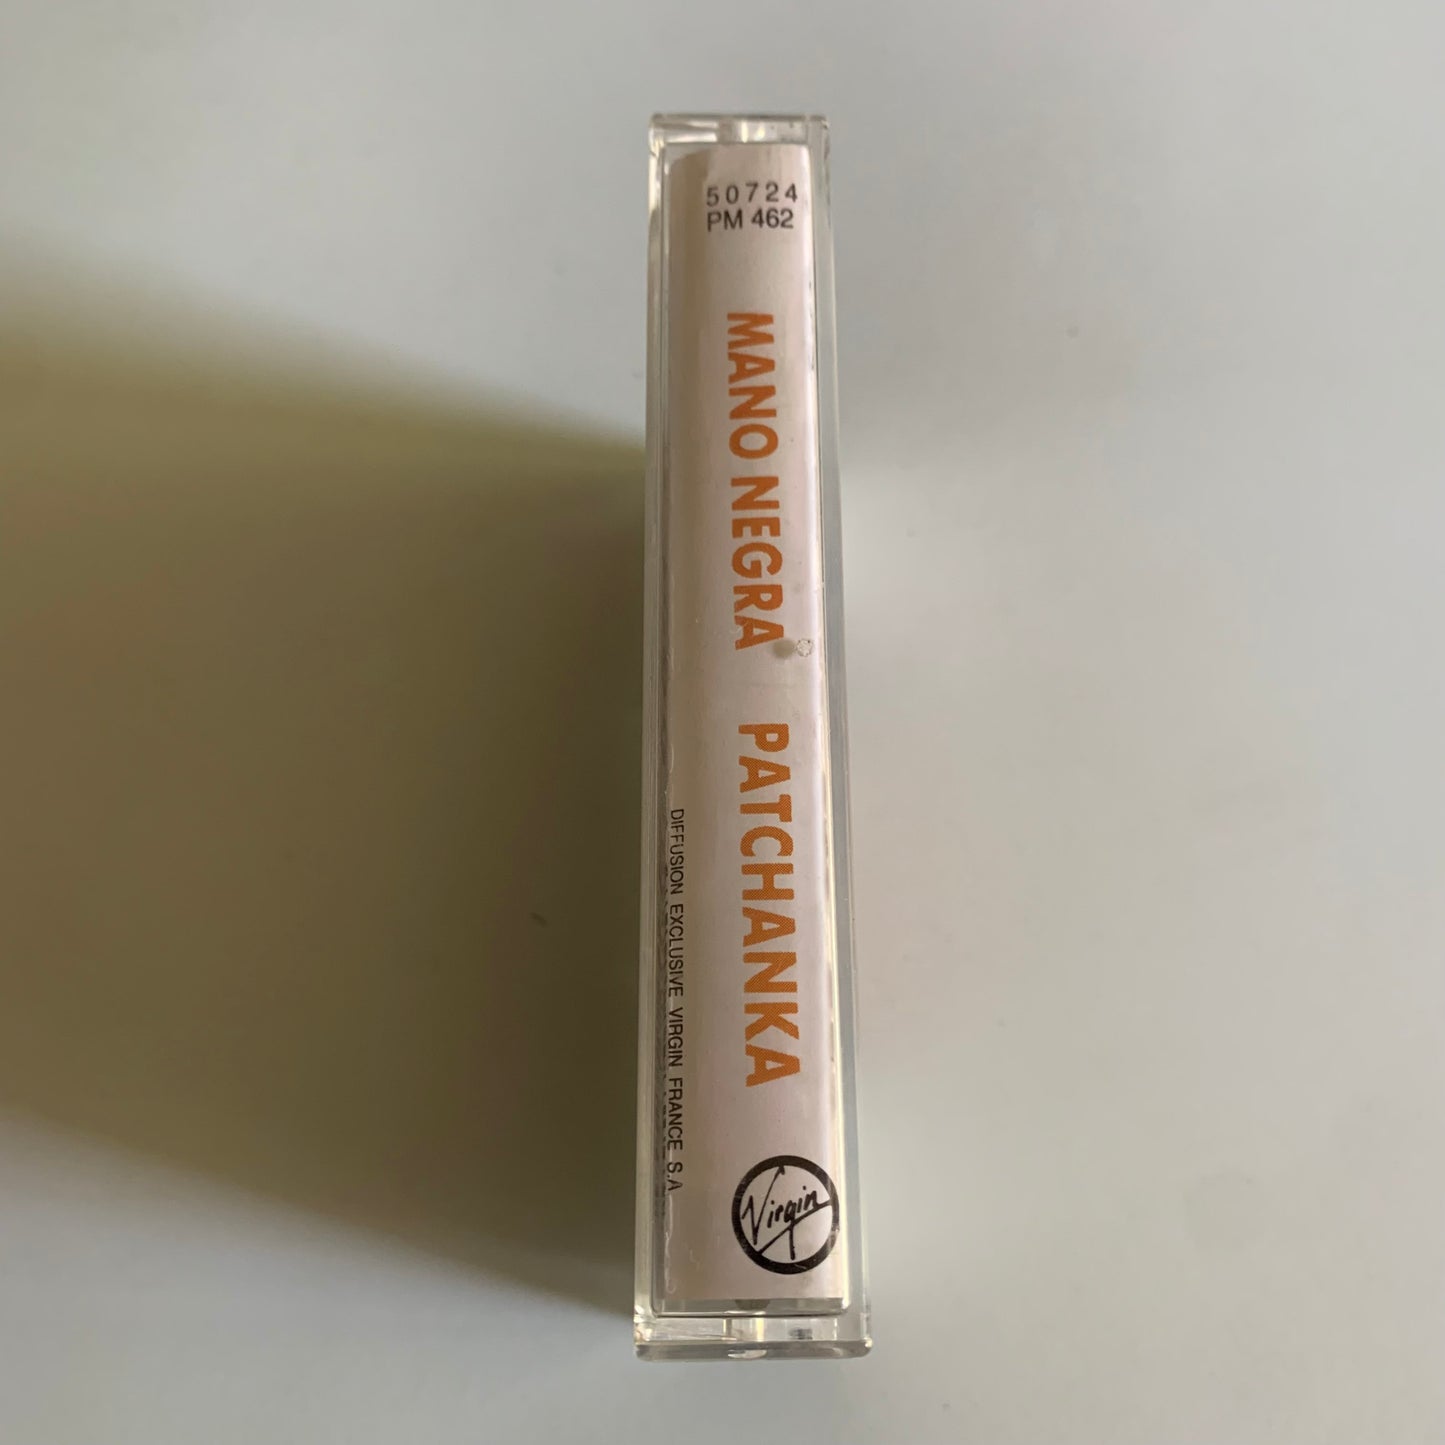 50724
PM 462
MANO NEGRA PATCHANKA
DIFFUSION EXCLUSIVE VIRGIN FRANCE S.A
Virgin